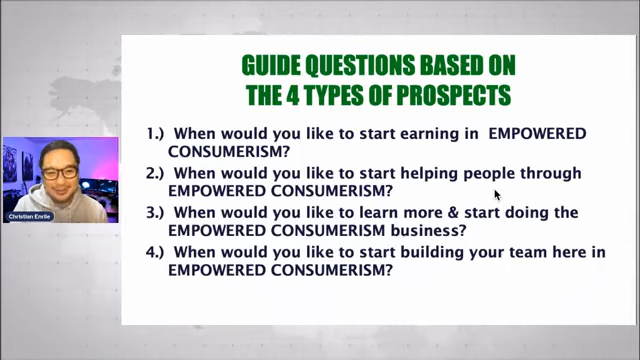 GUIDE QUESTIONS BASED ON
THE 4 TYPES OF PROSPECTS
1.) When would you like to start earning in EMPOWERED
CONSUMERISM?
2.) When would you like to start helping people through
EMPOWERED CONSUMERISM?
3.) When would you like to learn more & start doing the
EMPOWERED CONSUMERISM business?
4.) When would you like to start building your team here in
EMPOWERED CONSUMERISM?
Christian Enrile